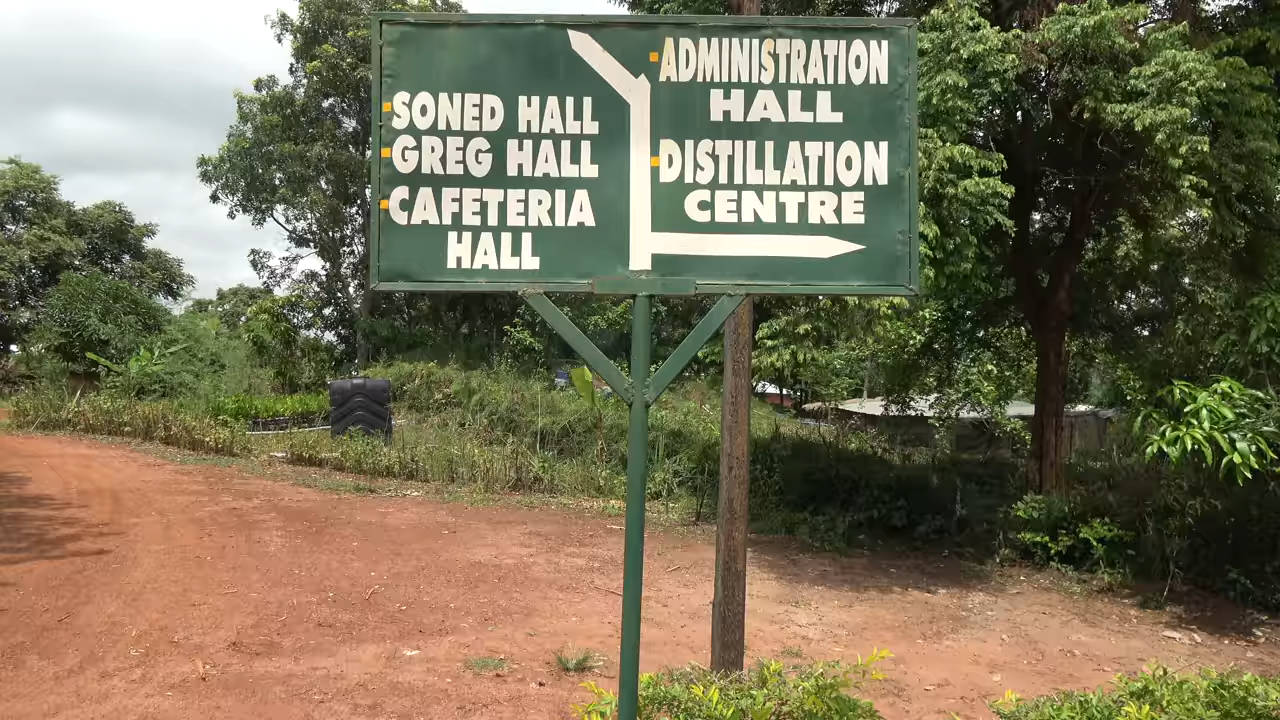 SONED HALL
GREG HALL
CAFETERIA
HALL
ADMINISTRATION
HALL
DISTILLATION
CENTRE